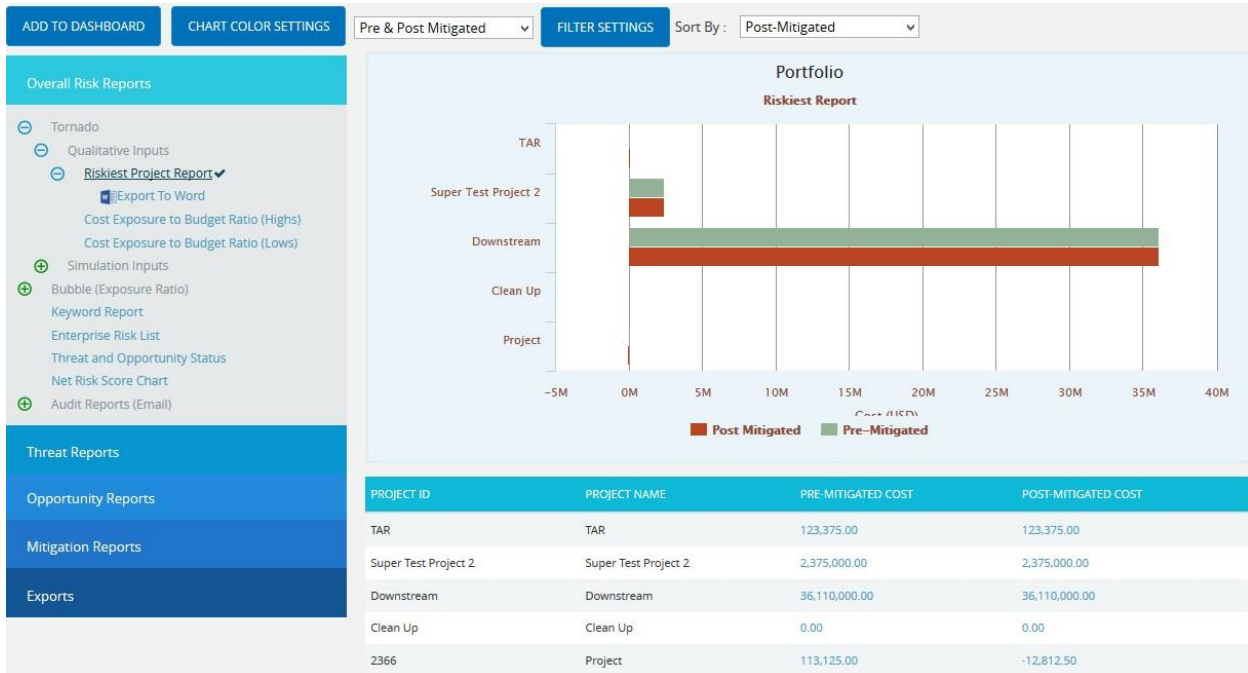 ADD TO DASHBOARD CHART COLOR SETTINGS Pre & Post Mitigated FILTER SETTINGS Sort By : Post-Mitigated
Overall Risk Reports
Tornado
Qualitative Inputs
Riskiest Project Report
Export To Word
Cost Exposure to Budget Ratio (Highs)
Cost Exposure to Budget Ratio (Lows)
Simulation Inputs
Bubble (Exposure Ratio)
Keyword Report
Enterprise Risk List
Threat and Opportunity Status
Net Risk Score Chart
Audit Reports (Email)
Threat Reports
Opportunity Reports
Mitigation Reports
Exports
Portfolio
Riskiest Report
TAR
Super Test Project 2
Downstream
Clean Up
Project
−5M 0M 5M 10M 15M 20M 25M 30M 35M 40M
Cost (USD)
Post Mitigated Pre−Mitigated
PROJECT ID PROJECT NAME PRE-MITIGATED COST POST-MITIGATED COST
TAR TAR 123,375.00 123,375.00
Super Test Project 2 Super Test Project 2 2,375,000.00 2,375,000.00
Downstream Downstream 36,110,000.00 36,110,000.00
Clean Up Clean Up 0.00 0.00
2366 Project 113,125.00 -12,812.50